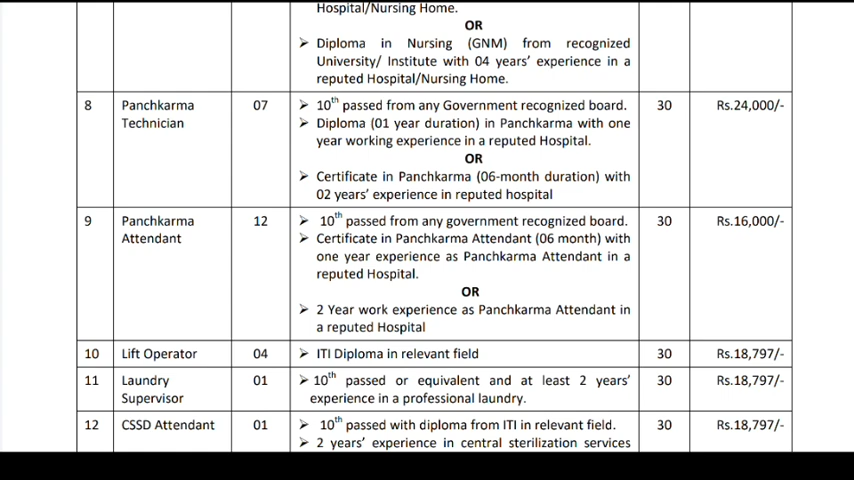 Hospital/Nursing Home.
OR
➢ Diploma in Nursing (GNM) from recognized
University/ Institute with 04 years' experience in a
reputed Hospital/Nursing Home.
8 Panchkarma 07 ➢ 10th passed from any Government recognized board. 30 Rs.24,000/-
Technician ➢ Diploma (01 year duration) in Panchkarma with one
year working experience in a reputed Hospital.
OR
➢ Certificate in Panchkarma (06-month duration) with
02 years' experience in reputed hospital
9 Panchkarma 12 ➢ 10th passed from any government recognized board. 30 Rs.16,000/-
Attendant ➢ Certificate in Panchkarma Attendant (06 month) with
one year experience as Panchkarma Attendant in a
reputed Hospital.
OR
➢ 2 Year work experience as Panchkarma Attendant in
a reputed Hospital
10 Lift Operator 04 ➢ ITI Diploma in relevant field 30 Rs.18,797/-
11 Laundry 01 ➢ 10th passed or equivalent and at least 2 years' 30 Rs.18,797/-
Supervisor experience in a professional laundry.
12 CSSD Attendant 01 ➢ 10th passed with diploma from ITI in relevant field. 30 Rs.18,797/-
➢ 2 years' experience in central sterilization services